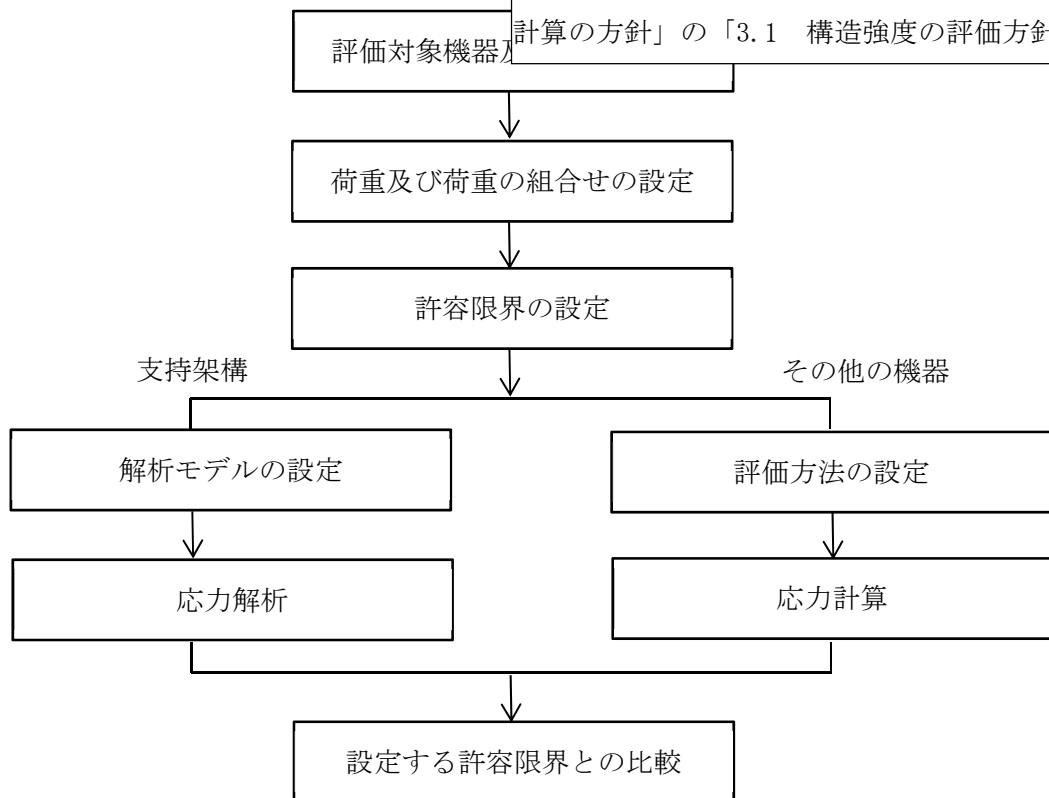 計算の方針」の「3.1 構造強度の評価方針
評価対象機器及
荷重及び荷重の組合せの設定
許容限界の設定
支持架構
その他の機器
解析モデルの設定
評価方法の設定
応力解析
応力計算
設定する許容限界との比較